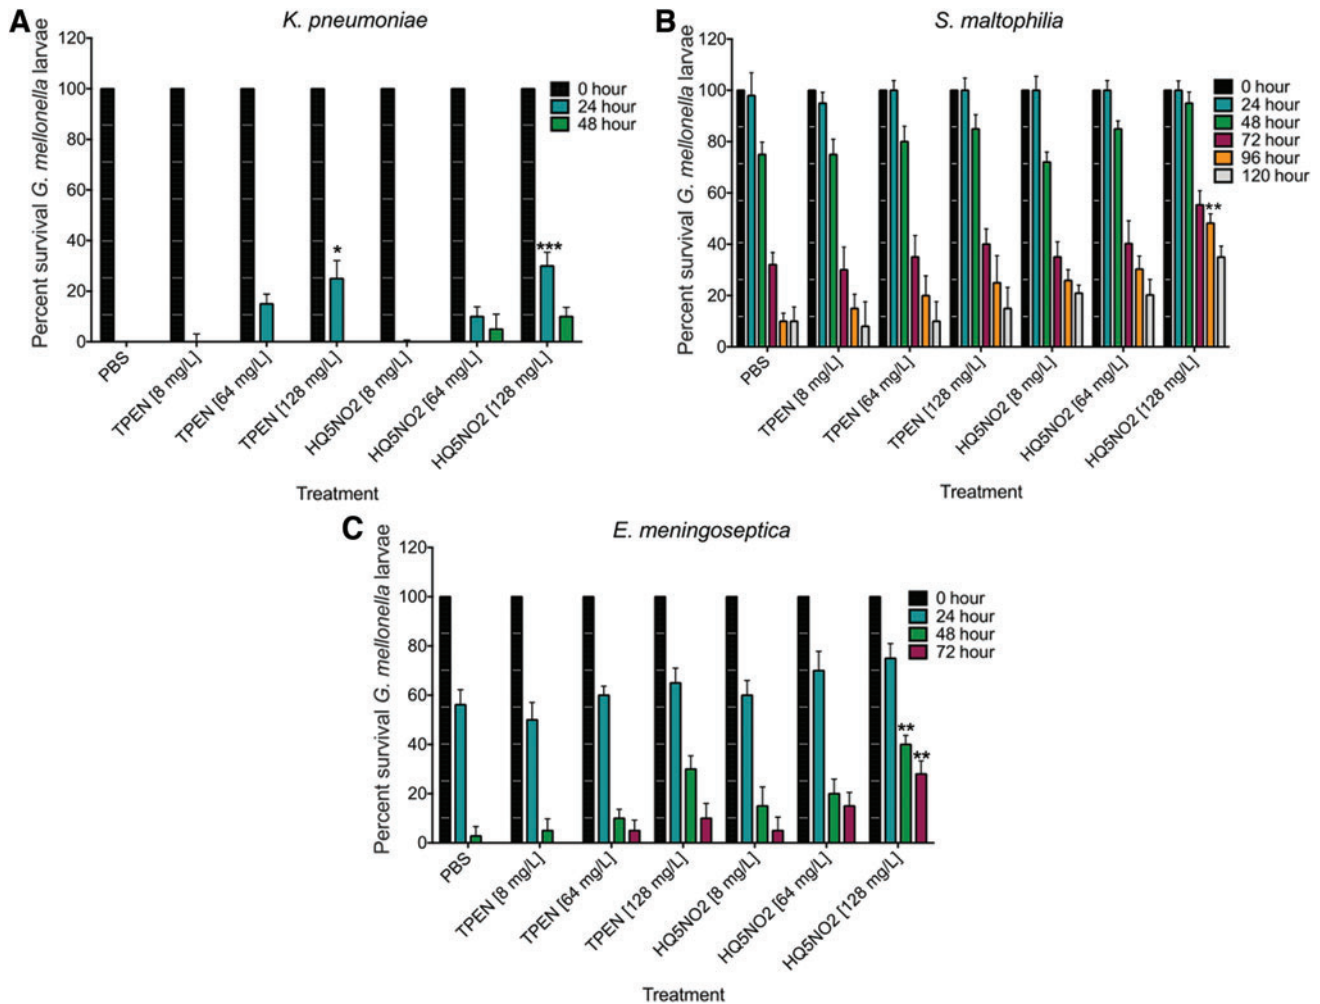 A
K. pneumoniae
Percent survival G. mellonella larvae
120
100
80
60
40
20
0
0 hour
24 hour
48 hour
*
***
PBS
TPEN [8 mg/L]
TPEN [64 mg/L]
TPEN [128 mg/L]
HQ5NO2 [8 mg/L]
HQ5NO2 [64 mg/L]
HQ5NO2 [128 mg/L]
Treatment
B
S. maltophilia
Percent survival G. mellonella larvae
120
100
80
60
40
20
0
0 hour
24 hour
48 hour
72 hour
96 hour
120 hour
**
PBS
TPEN [8 mg/L]
TPEN [64 mg/L]
TPEN [128 mg/L]
HQ5NO2 [8 mg/L]
HQ5NO2 [64 mg/L]
HQ5NO2 [128 mg/L]
Treatment
C
E. meningoseptica
Percent survival G. mellonella larvae
120
100
80
60
40
20
0
0 hour
24 hour
48 hour
72 hour
**
**
PBS
TPEN [8 mg/L]
TPEN [64 mg/L]
TPEN [128 mg/L]
HQ5NO2 [8 mg/L]
HQ5NO2 [64 mg/L]
HQ5NO2 [128 mg/L]
Treatment